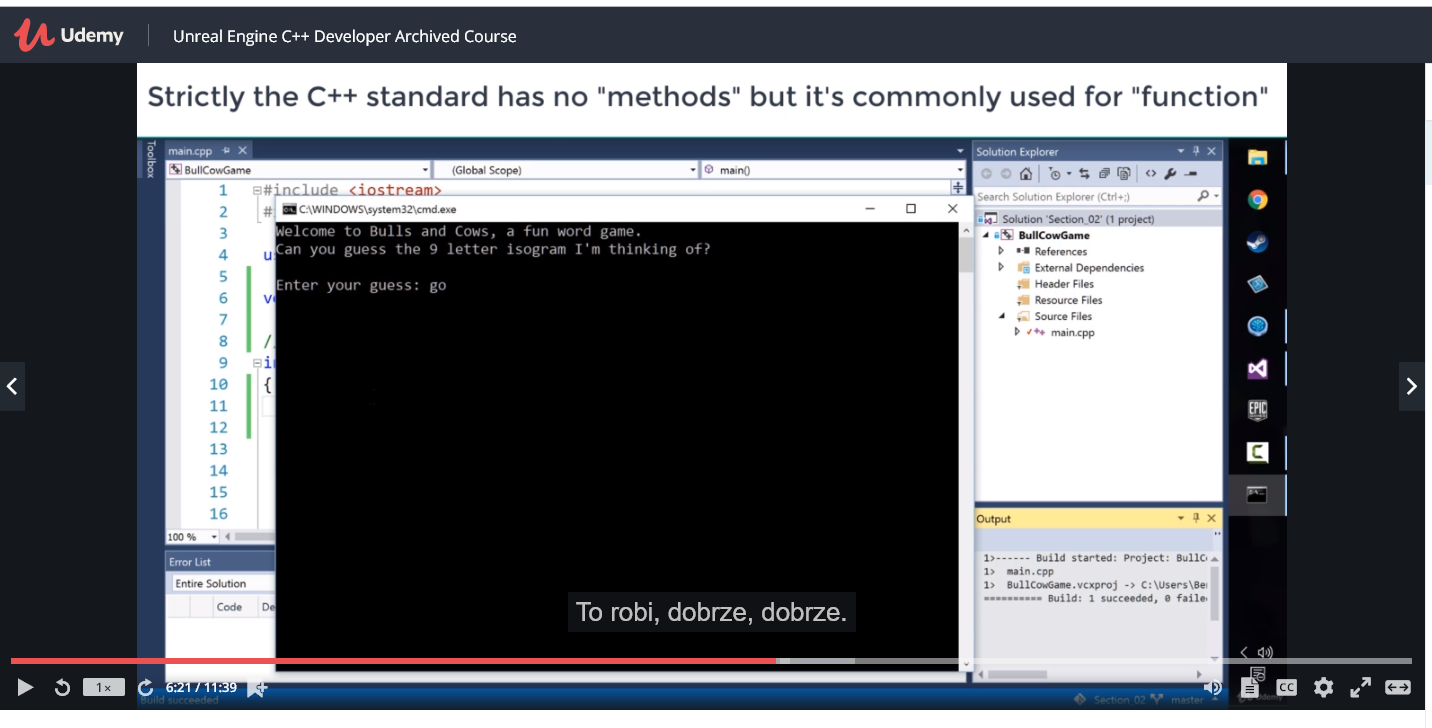 Udemy
Unreal Engine C++ Developer Archived Course
Strictly the C++ standard has no "methods" but it's commonly used for "function"
Toolbox
main.cpp
BullCowGame
(Global Scope)
main()
1 #include <iostream>
2 #
3
4 u
5
6 v
7
8 /
9 i
10 {
11
12
13
14
15
16
100 %
C:\WINDOWS\system32\cmd.exe
Welcome to Bulls and Cows, a fun word game.
Can you guess the 9 letter isogram I'm thinking of?
Enter your guess: go
Solution Explorer
Search Solution Explorer (Ctrl+;)
Solution 'Section_02' (1 project)
BullCowGame
References
External Dependencies
Header Files
Resource Files
Source Files
main.cpp
EPIC
Error List
Entire Solution
Code
De
Output
1>------ Build started: Project: BullC
1> main.cpp
1> BullCowGame.vcxproj -> C:\Users\Be
========== Build: 1 succeeded, 0 faile
To robi, dobrze, dobrze.
1×
6:21 / 11:39
CC
Build succeeded
Section_02
master